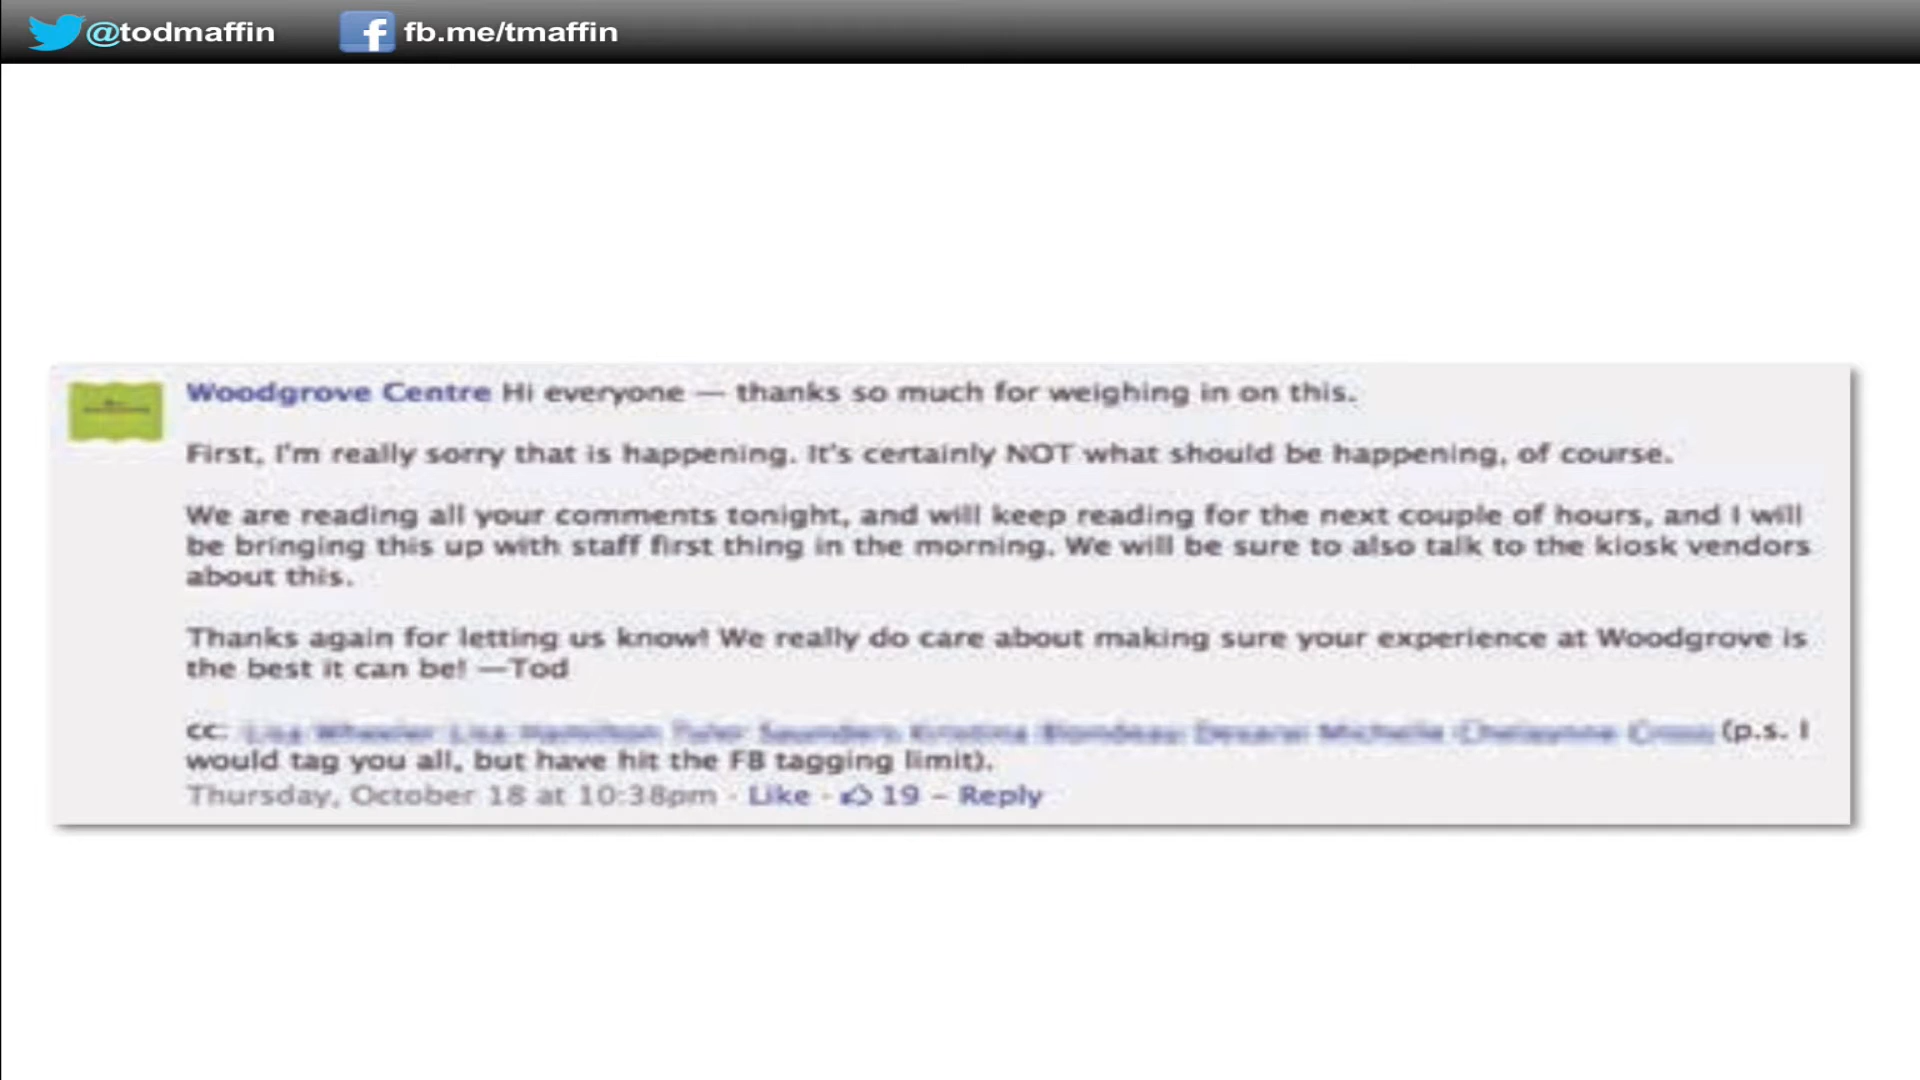 @todmaffin fb.me/tmaffin
Woodgrove Centre Hi everyone — thanks so much for weighing in on this.
First, I'm really sorry that is happening. It's certainly NOT what should be happening, of course.
We are reading all your comments tonight, and will keep reading for the next couple of hours, and I will
be bringing this up with staff first thing in the morning. We will be sure to also talk to the kiosk vendors
about this.
Thanks again for letting us know! We really do care about making sure your experience at Woodgrove is
the best it can be! —Tod
cc: (p.s. I
would tag you all, but have hit the FB tagging limit).
Thursday, October 18 at 10:38pm · Like · 19 – Reply